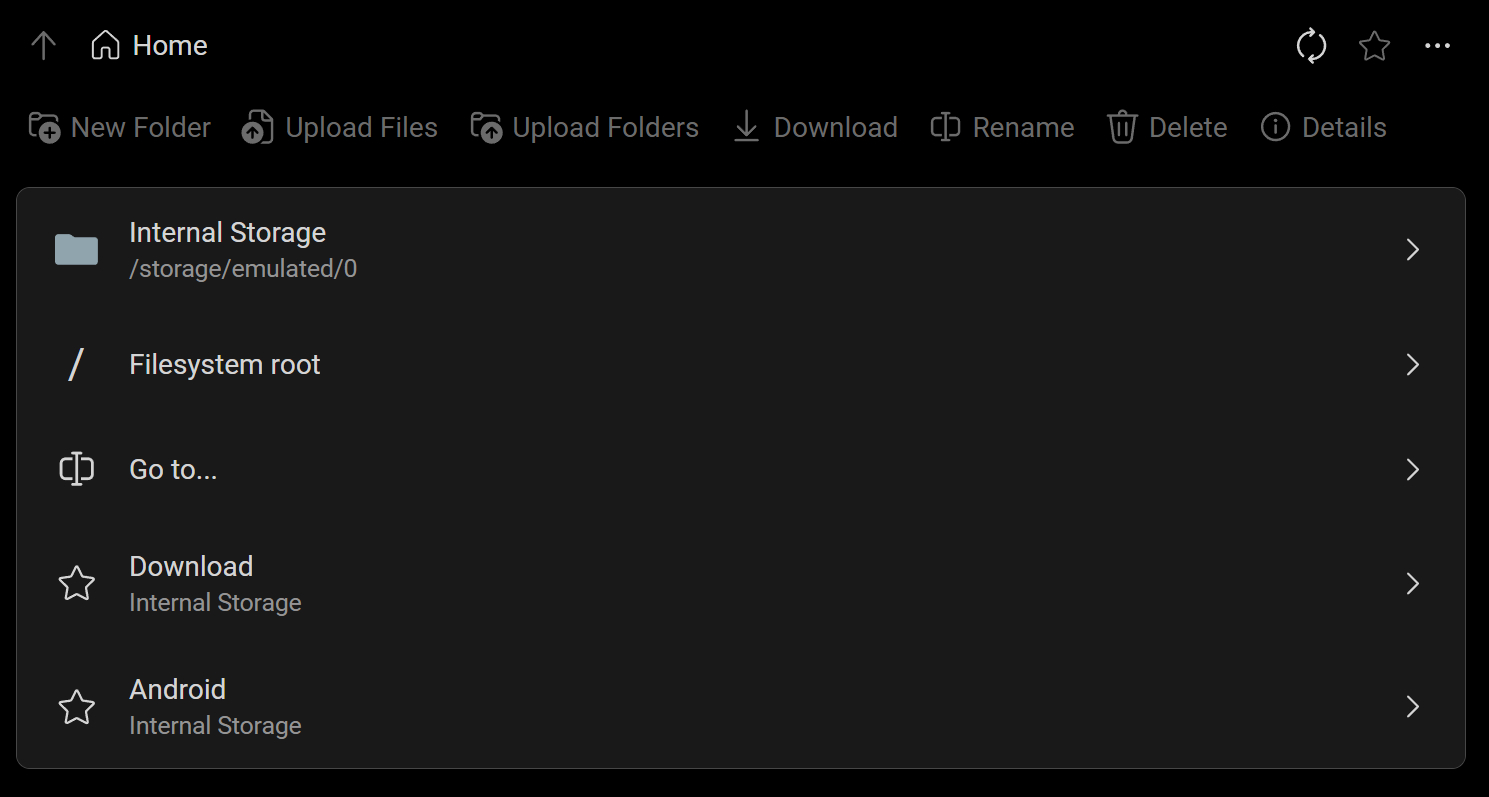 Home
New Folder Upload Files Upload Folders Download Rename Delete Details
Internal Storage
/storage/emulated/0
/ Filesystem root
Go to...
Download
Internal Storage
Android
Internal Storage